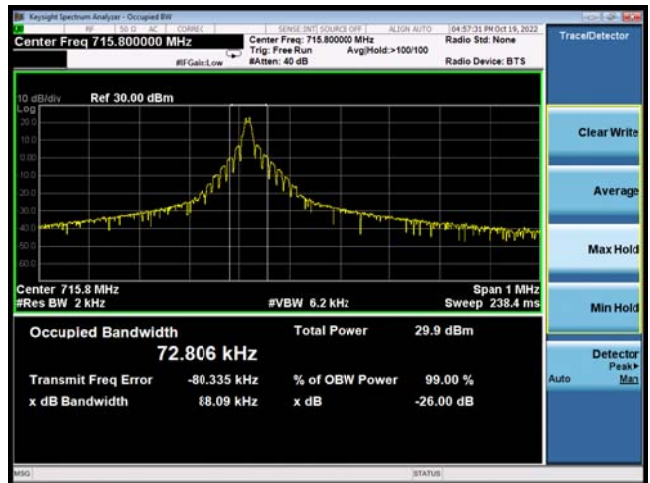 Keysight Spectrum Analyzer - Occupied BW
RF 50 Ω AC CORREC SENSE:INT SOURCE OFF ALIGN AUTO 04:57:31 PM Oct 19, 2022
Center Freq 715.800000 MHz
Center Freq: 715.800000 MHz
Radio Std: None
Trig: Free Run Avg|Hold:>100/100
#IFGain:Low
#Atten: 40 dB
Radio Device: BTS
Trace/Detector
10 dB/div Ref 30.00 dBm
Log
20.0
10.0
0.00
-10.0
-20.0
-30.0
-40.0
-50.0
-60.0
Center 715.8 MHz
Span 1 MHz
#Res BW 2 kHz
#VBW 6.2 kHz
Sweep 238.4 ms
Occupied Bandwidth
72.806 kHz
Total Power 29.9 dBm
Transmit Freq Error -80.335 kHz
% of OBW Power 99.00 %
x dB Bandwidth 88.09 kHz
x dB -26.00 dB
Clear Write
Average
Max Hold
Min Hold
Detector
Peak►
Auto Man
MSG
STATUS